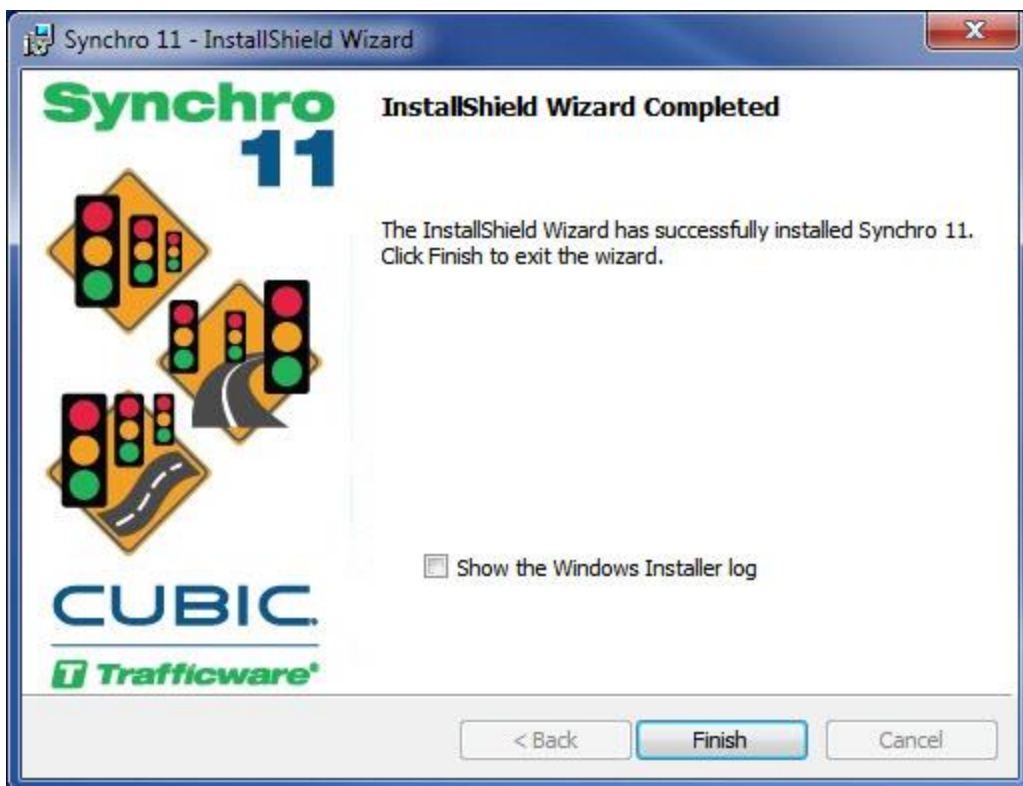 Synchro 11 - InstallShield Wizard
Synchro
11
InstallShield Wizard Completed
The InstallShield Wizard has successfully installed Synchro 11.
Click Finish to exit the wizard.
Show the Windows Installer log
CUBIC.
T Trafficware®
< Back Finish Cancel